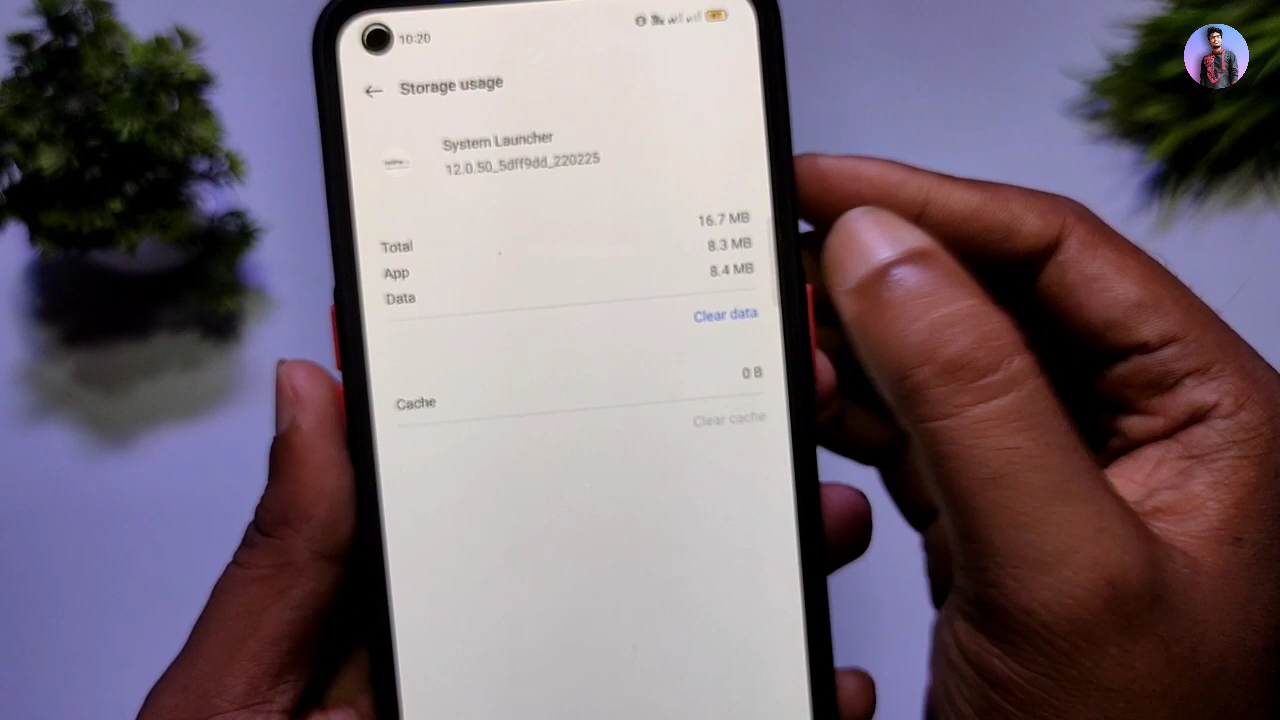 10:20
Storage usage
System Launcher
12.0.50_5dff9dd_220225
Total 16.7 MB
App 8.3 MB
Data 8.4 MB
Clear data
Cache 0 B
Clear cache